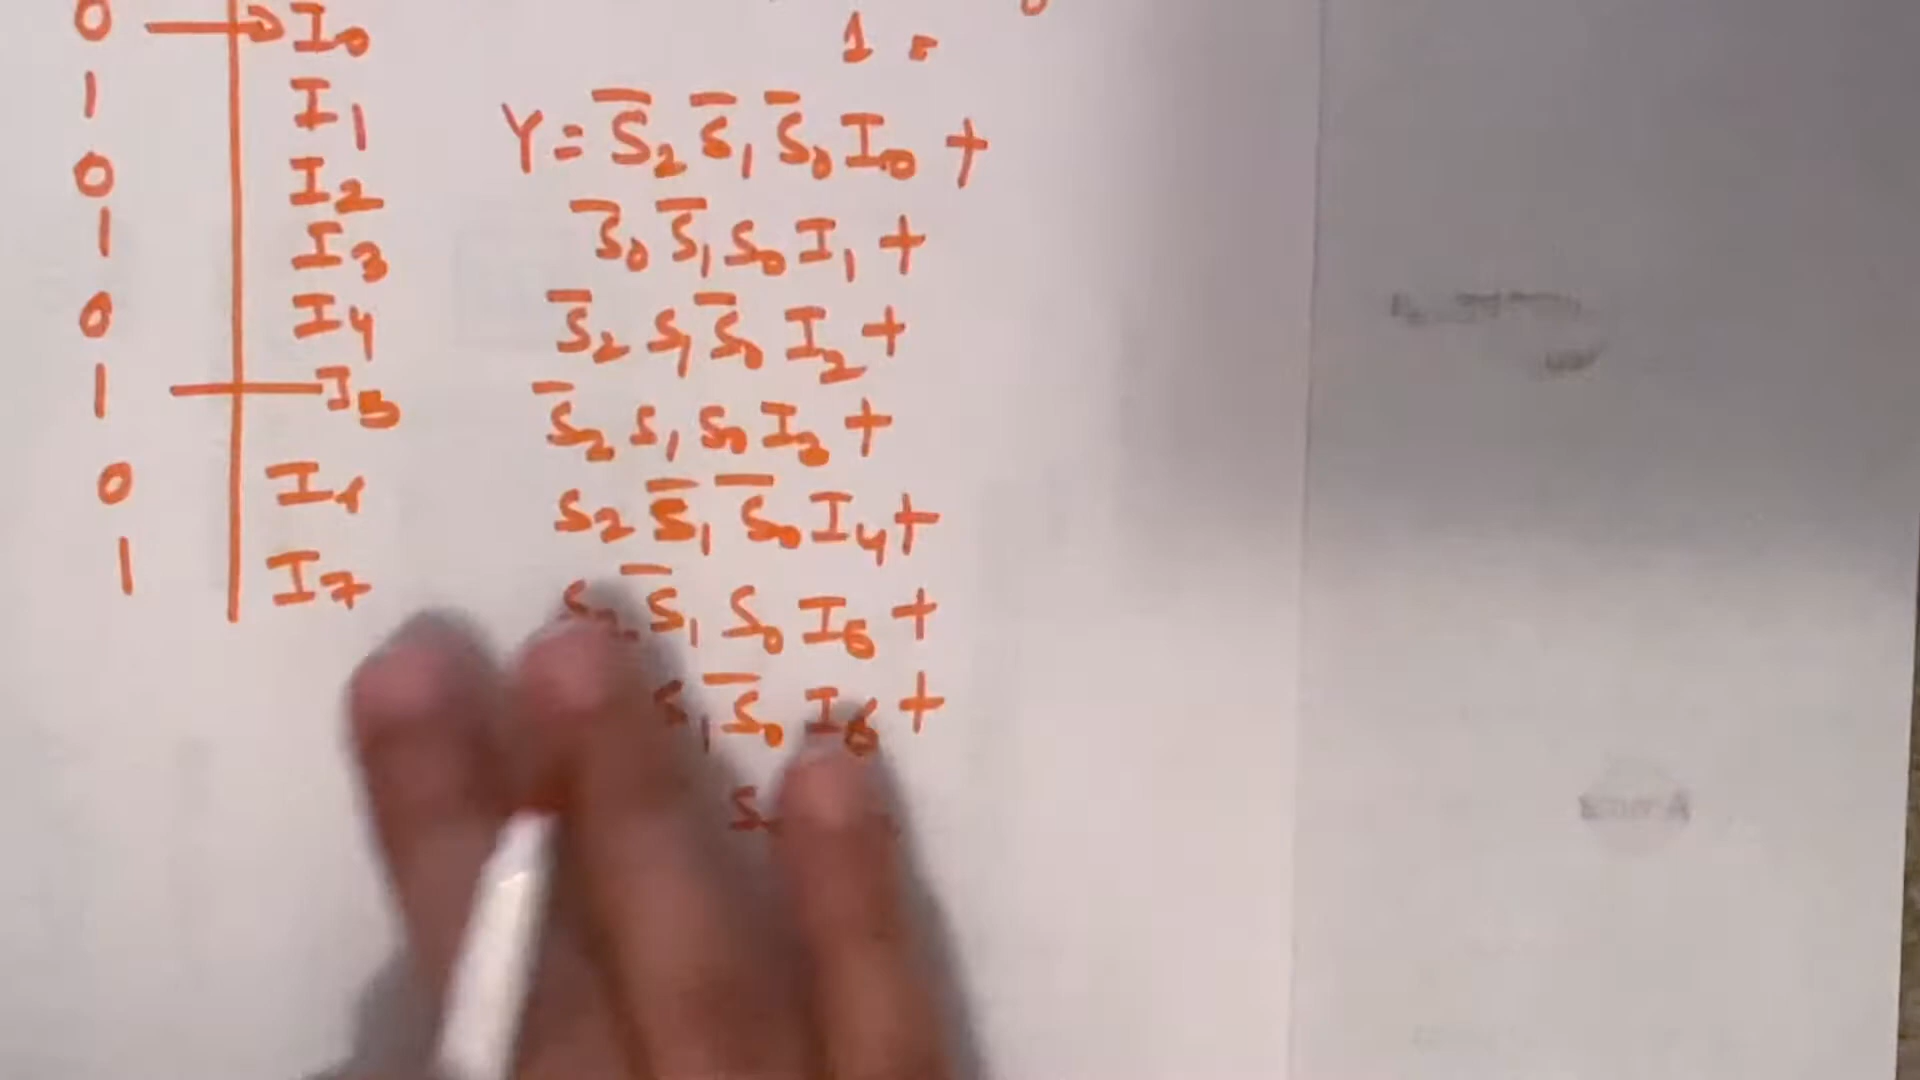 0 I0
1 I1
0 I2
1 I3
0 I4
1 I5
0
1 I7
1 =
Y = S̅2 S̅1 S̅0 I0 +
S̅0 S̅1 S0 I1 +
S̅2 S1 S̅0 I2 +
S̅2 S1 S0 I3 +
S2 S̅1 S̅0 I4 +
S2 S̅1 S0 I5 +
S1 S̅0 I6 +